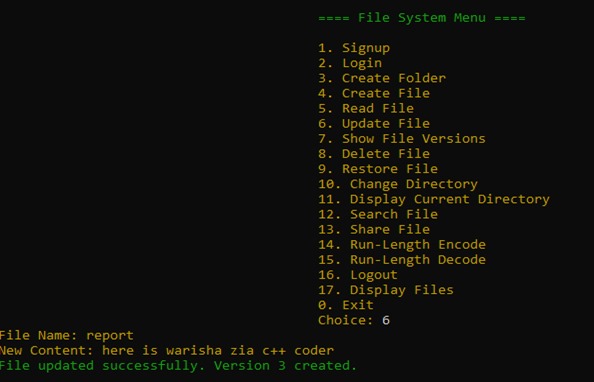 ==== File System Menu ====
1. Signup
2. Login
3. Create Folder
4. Create File
5. Read File
6. Update File
7. Show File Versions
8. Delete File
9. Restore File
10. Change Directory
11. Display Current Directory
12. Search File
13. Share File
14. Run-Length Encode
15. Run-Length Decode
16. Logout
17. Display Files
0. Exit
Choice: 6
File Name: report
New Content: here is warisha zia c++ coder
File updated successfully. Version 3 created.